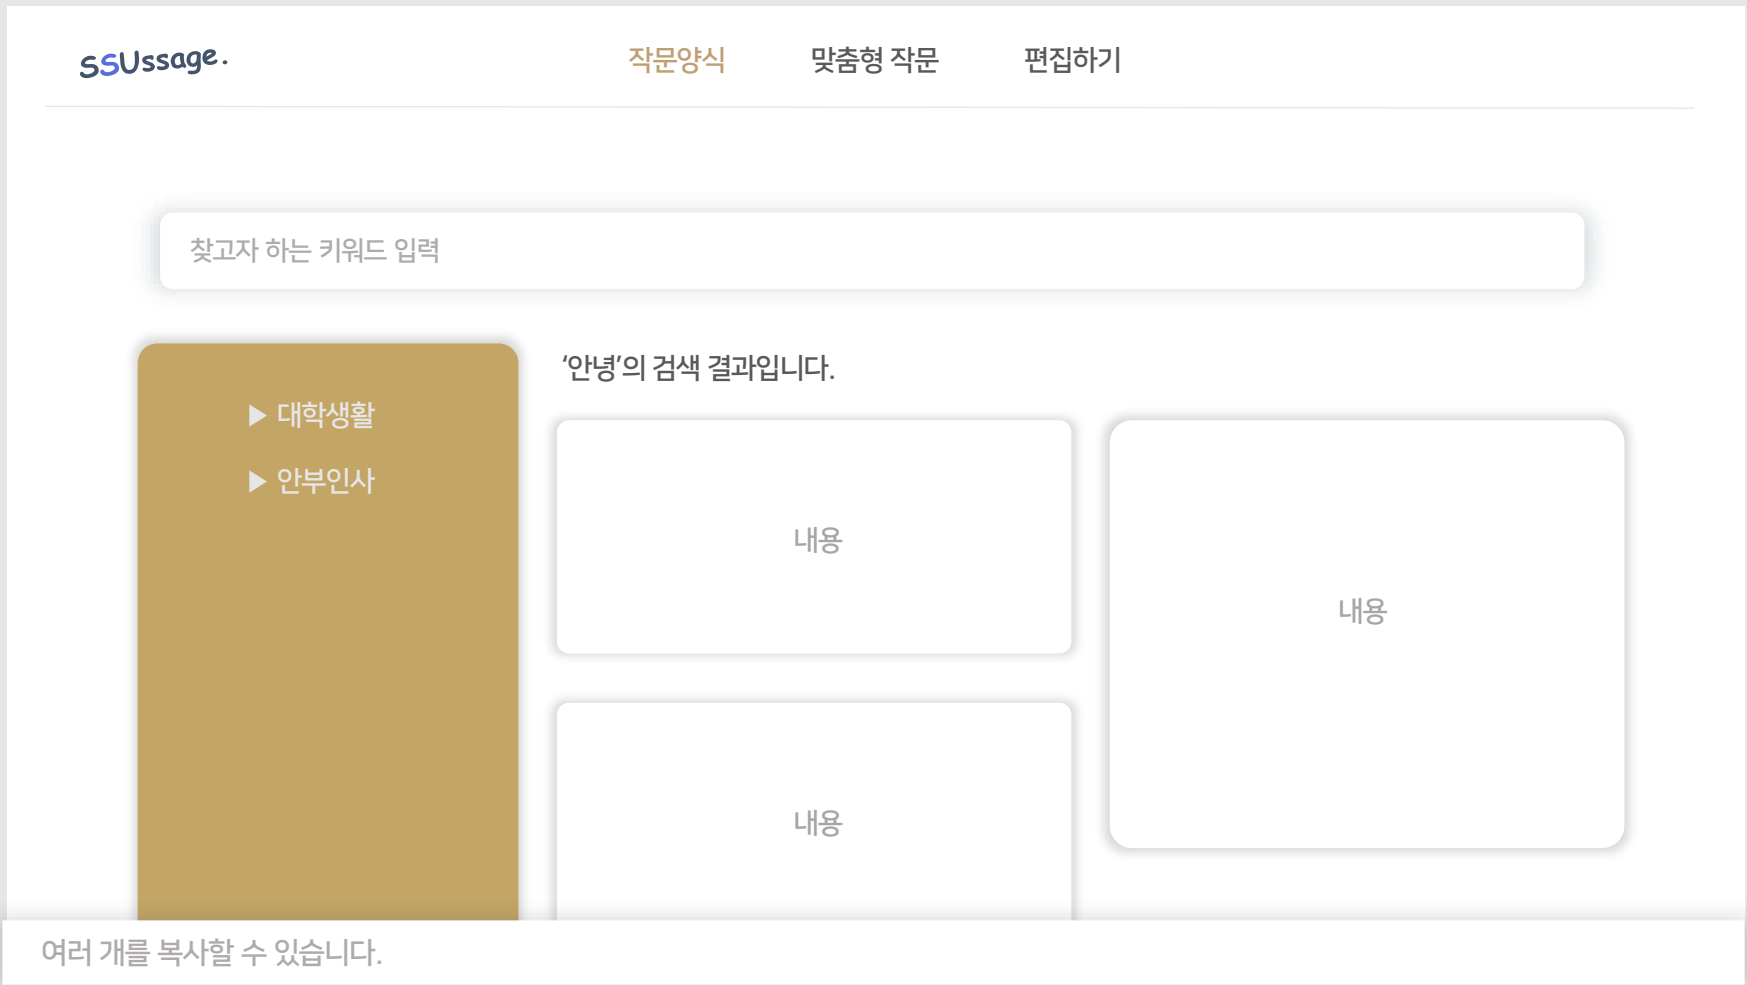 SSUssage.
작문양식
맞춤형 작문
편집하기
찾고자 하는 키워드 입력
▶ 대학생활
▶ 안부인사
‘안녕’의 검색 결과입니다.
내용
내용
내용
여러 개를 복사할 수 있습니다.